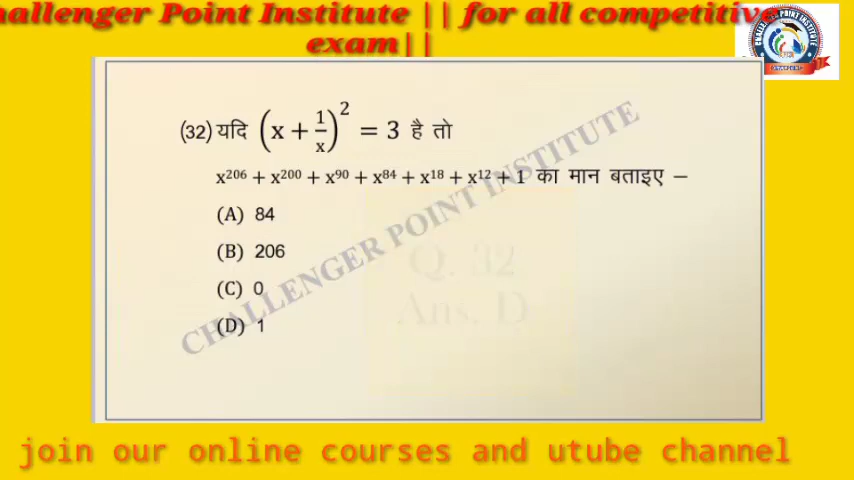 hallenger Point Institute || for all competitive
exam||
(32) यदि (x + 1/x)² = 3 है तो
x²⁰⁶ + x²⁰⁰ + x⁹⁰ + x⁸⁴ + x¹⁸ + x¹² + 1 का मान बताइए –
(A) 84
(B) 206
(C) 0
(D) 1
Q. 32
Ans. D
CHALLENGER POINT INSTITUTE
join our online courses and utube channel